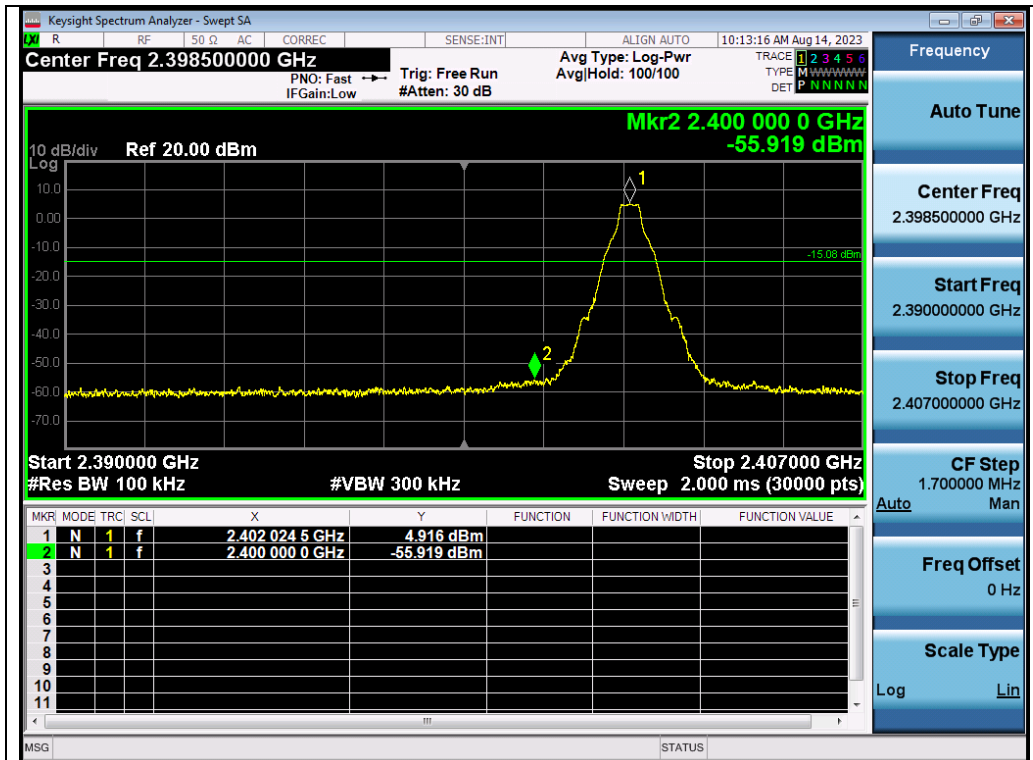 Keysight Spectrum Analyzer - Swept SA
LXI R RF 50 Ω AC CORREC SENSE:INT ALIGN AUTO 10:13:16 AM Aug 14, 2023
Center Freq 2.398500000 GHz
PNO: Fast
IFGain:Low
Trig: Free Run
#Atten: 30 dB
Avg Type: Log-Pwr
Avg|Hold: 100/100
TRACE 1 2 3 4 5 6
TYPE M WWWWW
DET P N N N N N
Mkr2 2.400 000 0 GHz
-55.919 dBm
10 dB/div Ref 20.00 dBm
Log
10.0
0.00
-10.0
-20.0
-30.0
-40.0
-50.0
-60.0
-70.0
1
-15.08 dBm
2
Start 2.390000 GHz Stop 2.407000 GHz
#Res BW 100 kHz #VBW 300 kHz Sweep 2.000 ms (30000 pts)
MKR MODE TRC SCL X Y FUNCTION FUNCTION WIDTH FUNCTION VALUE
1 N 1 f 2.402 024 5 GHz 4.916 dBm
2 N 1 f 2.400 000 0 GHz -55.919 dBm
3
4
5
6
7
8
9
10
11
MSG STATUS
Frequency
Auto Tune
Center Freq
2.398500000 GHz
Start Freq
2.390000000 GHz
Stop Freq
2.407000000 GHz
CF Step
1.700000 MHz
Auto Man
Freq Offset
0 Hz
Scale Type
Log Lin